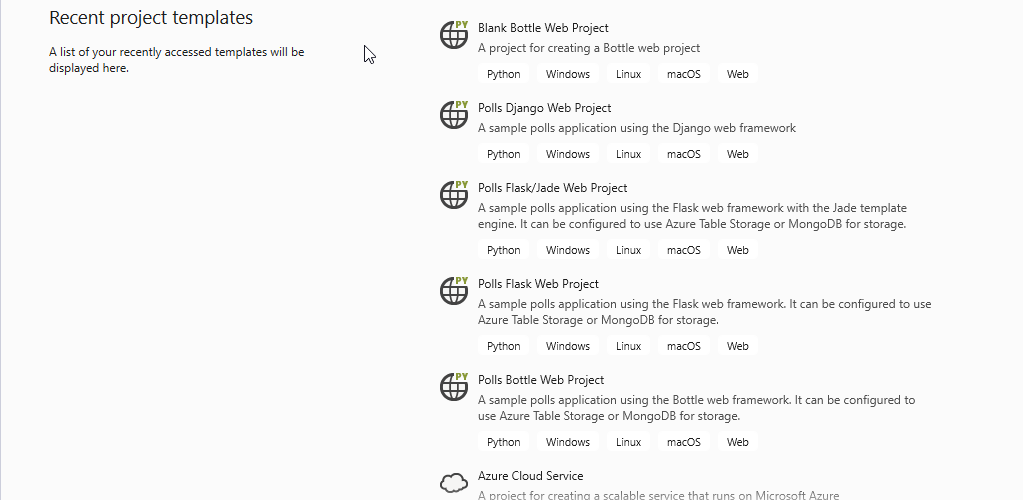 Recent project templates
A list of your recently accessed templates will be
displayed here.
PY
Blank Bottle Web Project
A project for creating a Bottle web project
Python Windows Linux macOS Web
PY
Polls Django Web Project
A sample polls application using the Django web framework
Python Windows Linux macOS Web
PY
Polls Flask/Jade Web Project
A sample polls application using the Flask web framework with the Jade template
engine. It can be configured to use Azure Table Storage or MongoDB for storage.
Python Windows Linux macOS Web
PY
Polls Flask Web Project
A sample polls application using the Flask web framework. It can be configured to use
Azure Table Storage or MongoDB for storage.
Python Windows Linux macOS Web
PY
Polls Bottle Web Project
A sample polls application using the Bottle web framework. It can be configured to
use Azure Table Storage or MongoDB for storage.
Python Windows Linux macOS Web
Azure Cloud Service
A project for creating a scalable service that runs on Microsoft Azure